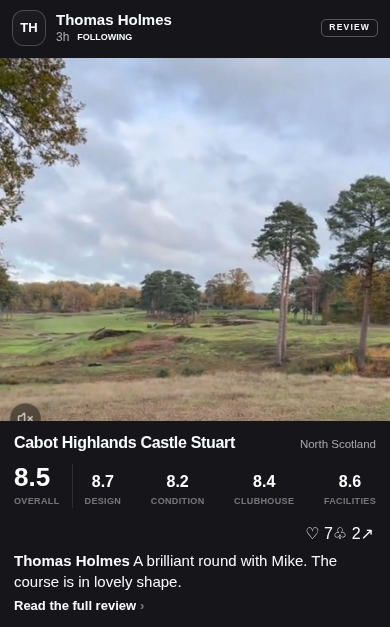 TH
Thomas Holmes
3h FOLLOWING
REVIEW
Cabot Highlands Castle Stuart
North Scotland
8.5 8.7 8.2 8.4 8.6
OVERALL DESIGN CONDITION CLUBHOUSE FACILITIES
♡ 7♧ 2↗
Thomas Holmes A brilliant round with Mike. The
course is in lovely shape.
Read the full review ›